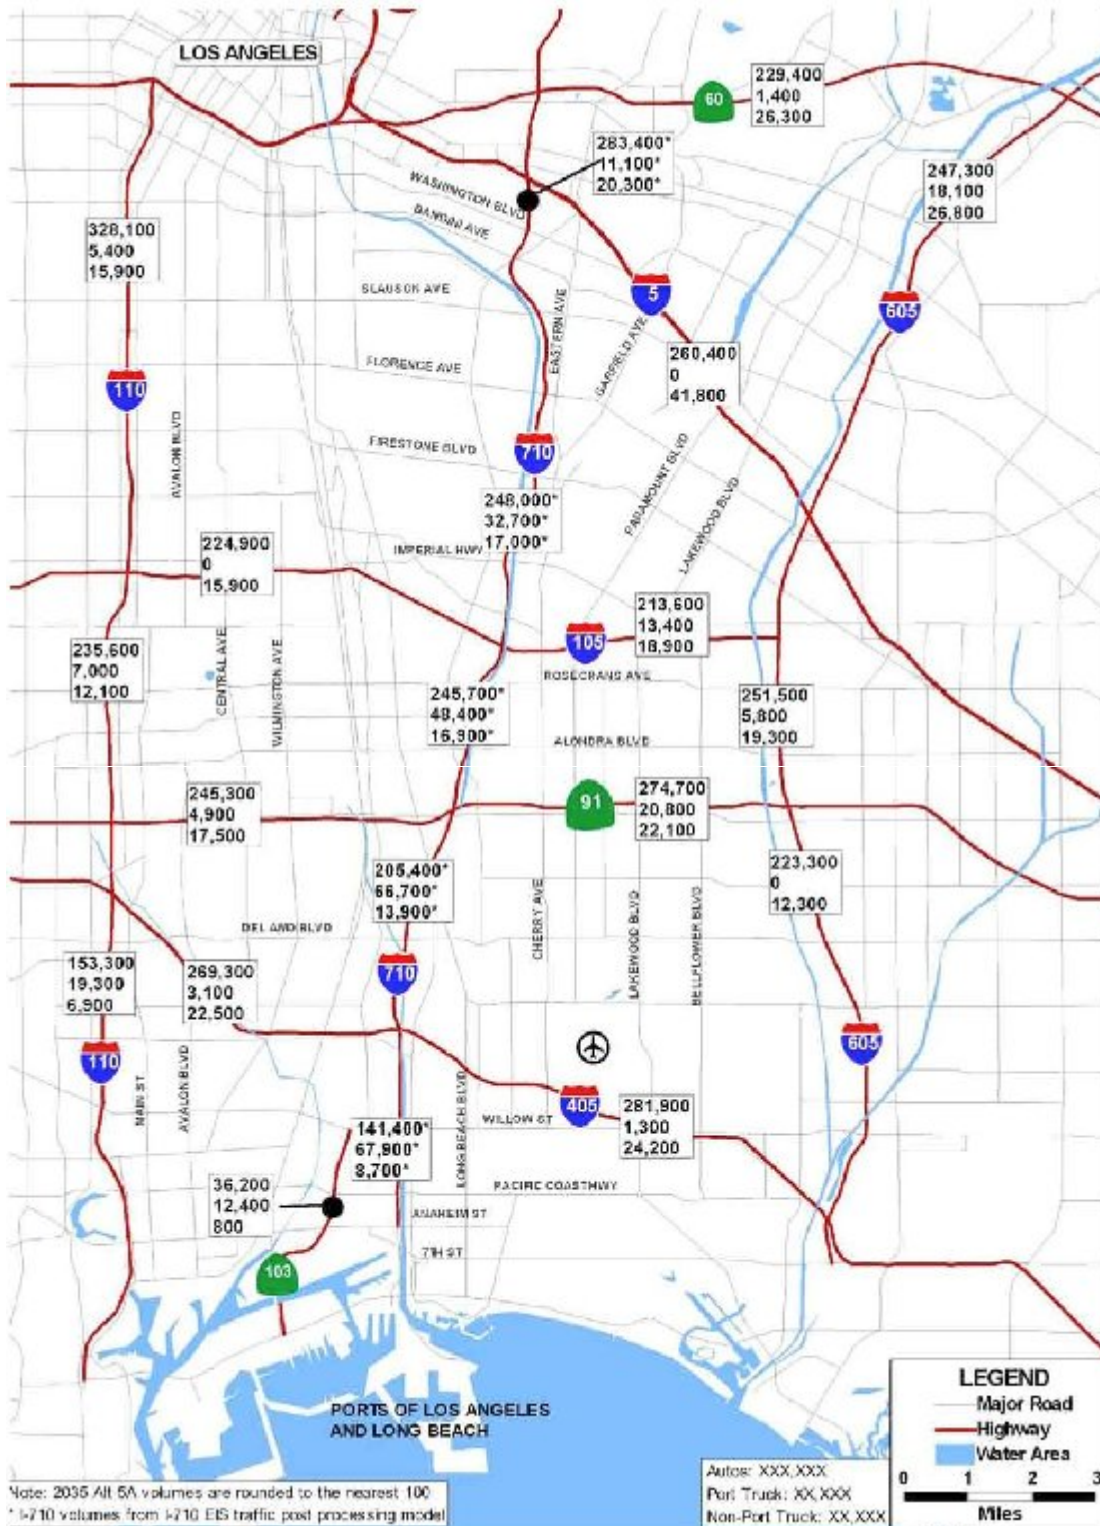 LOS ANGELES
60
229,400
1,400
26,300
283,400*
11,100*
20,300*
247,300
18,100
26,800
WASHINGTON BLVD
BANDINI AVE
328,100
5,400
15,900
SLAUSON AVE
5
605
EASTERN AVE
GARFIELD AVE
260,400
0
41,800
FLORENCE AVE
110
AVALON BLVD
FIRESTONE BLVD
710
PARAMOUNT BLVD
LAKEWOOD BLVD
248,000*
32,700*
17,000*
IMPERIAL HWY
224,900
0
15,900
213,600
13,400
18,900
105
235,600
7,000
12,100
CENTRAL AVE
WILMINGTON AVE
ROSECRANS AVE
245,700*
48,400*
16,900*
251,500
5,800
19,300
ALONDRA BLVD
245,300
4,900
17,500
91
274,700
20,800
22,100
205,400*
66,700*
13,900*
223,300
0
12,300
CHERRY AVE
LAKEWOOD BLVD
BELLFLOWER BLVD
DEL AMO BLVD
153,300
19,300
6,900
269,300
3,100
22,500
710
110
605
MAIN ST
AVALON BLVD
LONG BEACH BLVD
405
WILLOW ST
281,900
1,300
24,200
141,400*
67,900*
8,700*
36,200
12,400
800
PACIFIC COAST HWY
ANAHEIM ST
7TH ST
103
PORTS OF LOS ANGELES
AND LONG BEACH
LEGEND
Major Road
Highway
Water Area
0 1 2 3
Miles
Autos: XXX,XXX
Port Truck: XX,XXX
Non-Port Truck: XX,XXX
Note: 2035 Alt 5A volumes are rounded to the nearest 100
* I-710 volumes from I-710 EIS traffic post processing model